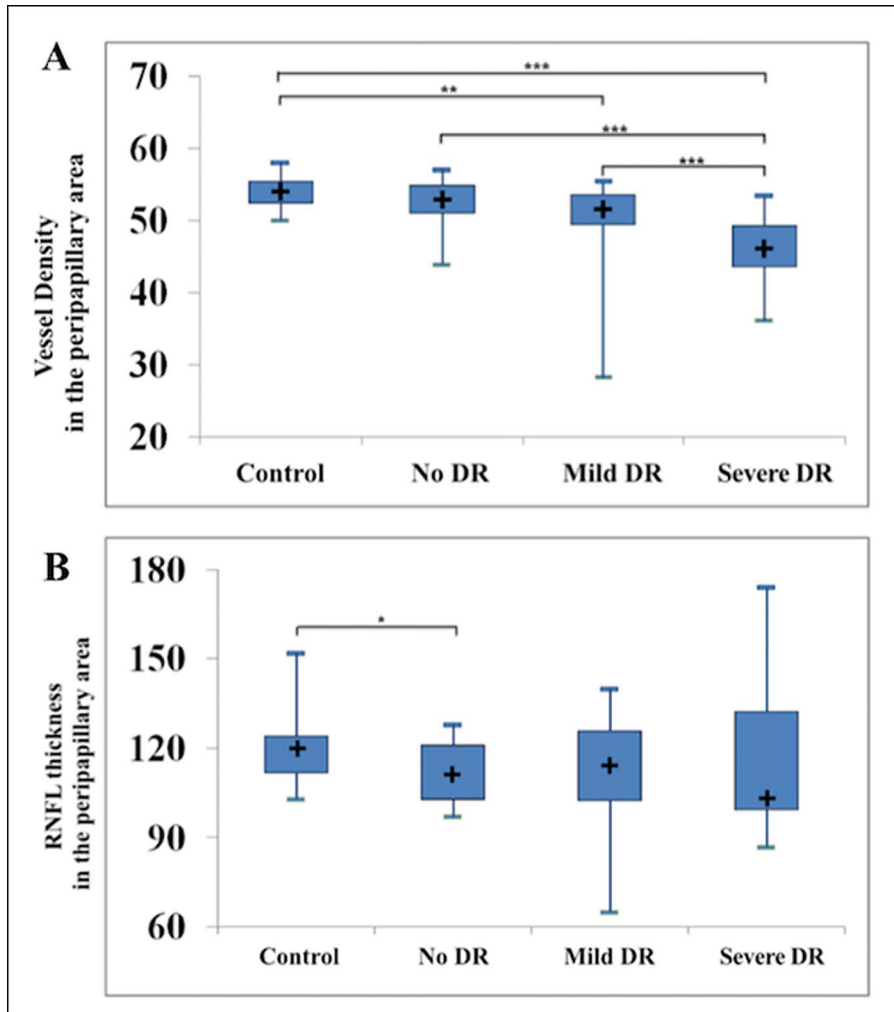 A
Vessel Density
in the peripapillary area
70
60
50
40
30
20
***
**
***
***
Control No DR Mild DR Severe DR
B
RNFL thickness
in the peripapillary area
180
150
120
90
60
*
Control No DR Mild DR Severe DR